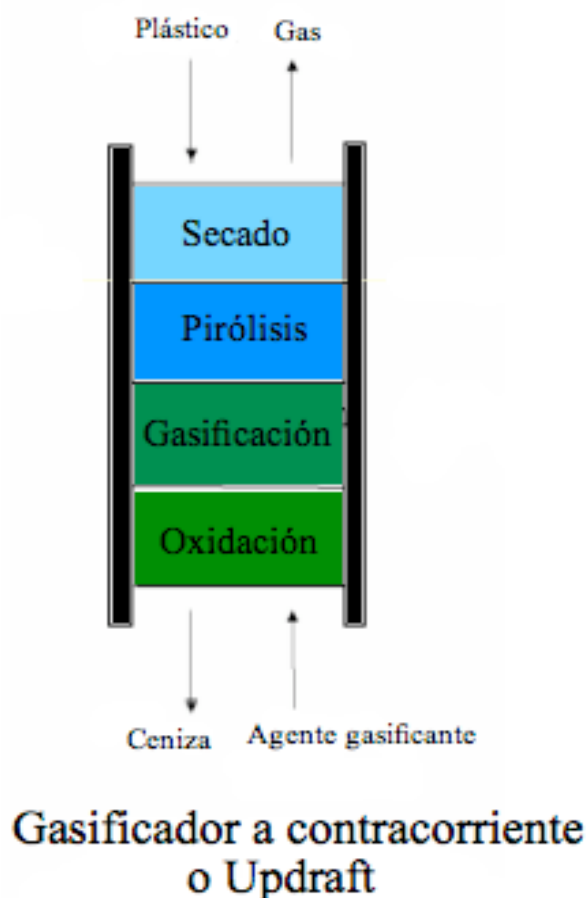 Plástico Gas
Secado
Pirólisis
Gasificación
Oxidación
Ceniza Agente gasificante
Gasificador a contracorriente
o Updraft